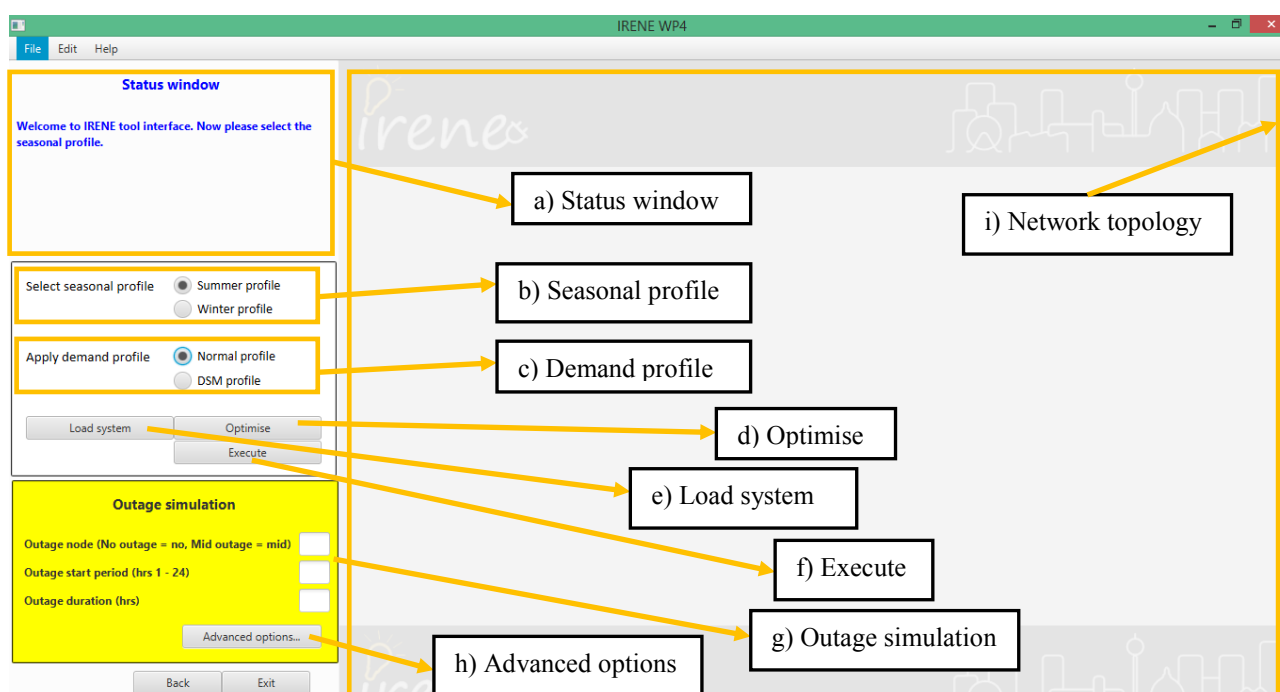 IRENE WP4
File Edit Help
Status window
Welcome to IRENE tool interface. Now please select the
seasonal profile.
irene
a) Status window
i) Network topology
Select seasonal profile
Summer profile
Winter profile
b) Seasonal profile
Apply demand profile
Normal profile
DSM profile
c) Demand profile
Load system
Optimise
Execute
d) Optimise
e) Load system
f) Execute
Outage simulation
Outage node (No outage = no, Mid outage = mid)
Outage start period (hrs 1 - 24)
Outage duration (hrs)
Advanced options...
g) Outage simulation
h) Advanced options
Back
Exit